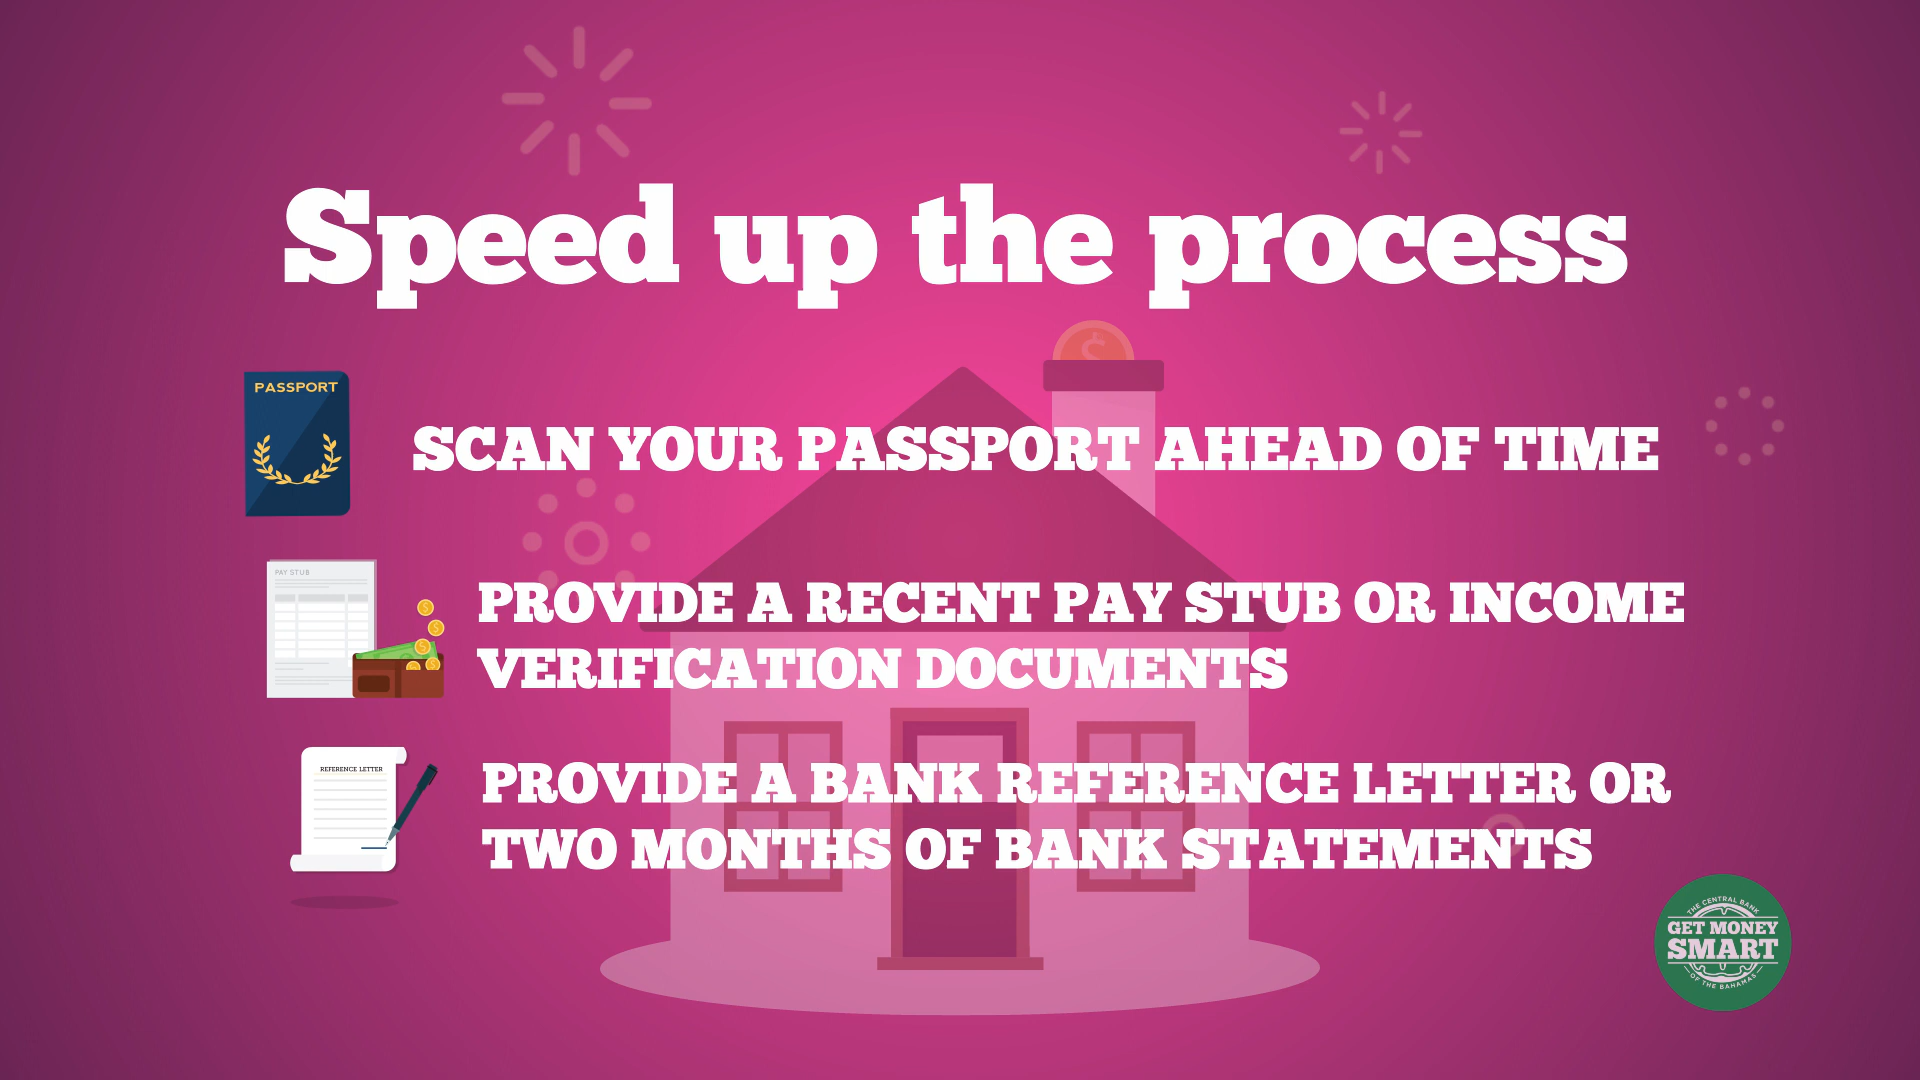 Speed up the process
PASSPORT
SCAN YOUR PASSPORT AHEAD OF TIME
PAY STUB
PROVIDE A RECENT PAY STUB OR INCOME
VERIFICATION DOCUMENTS
REFERENCE LETTER
PROVIDE A BANK REFERENCE LETTER OR
TWO MONTHS OF BANK STATEMENTS
THE CENTRAL BANK
GET MONEY
SMART
OF THE BAHAMAS